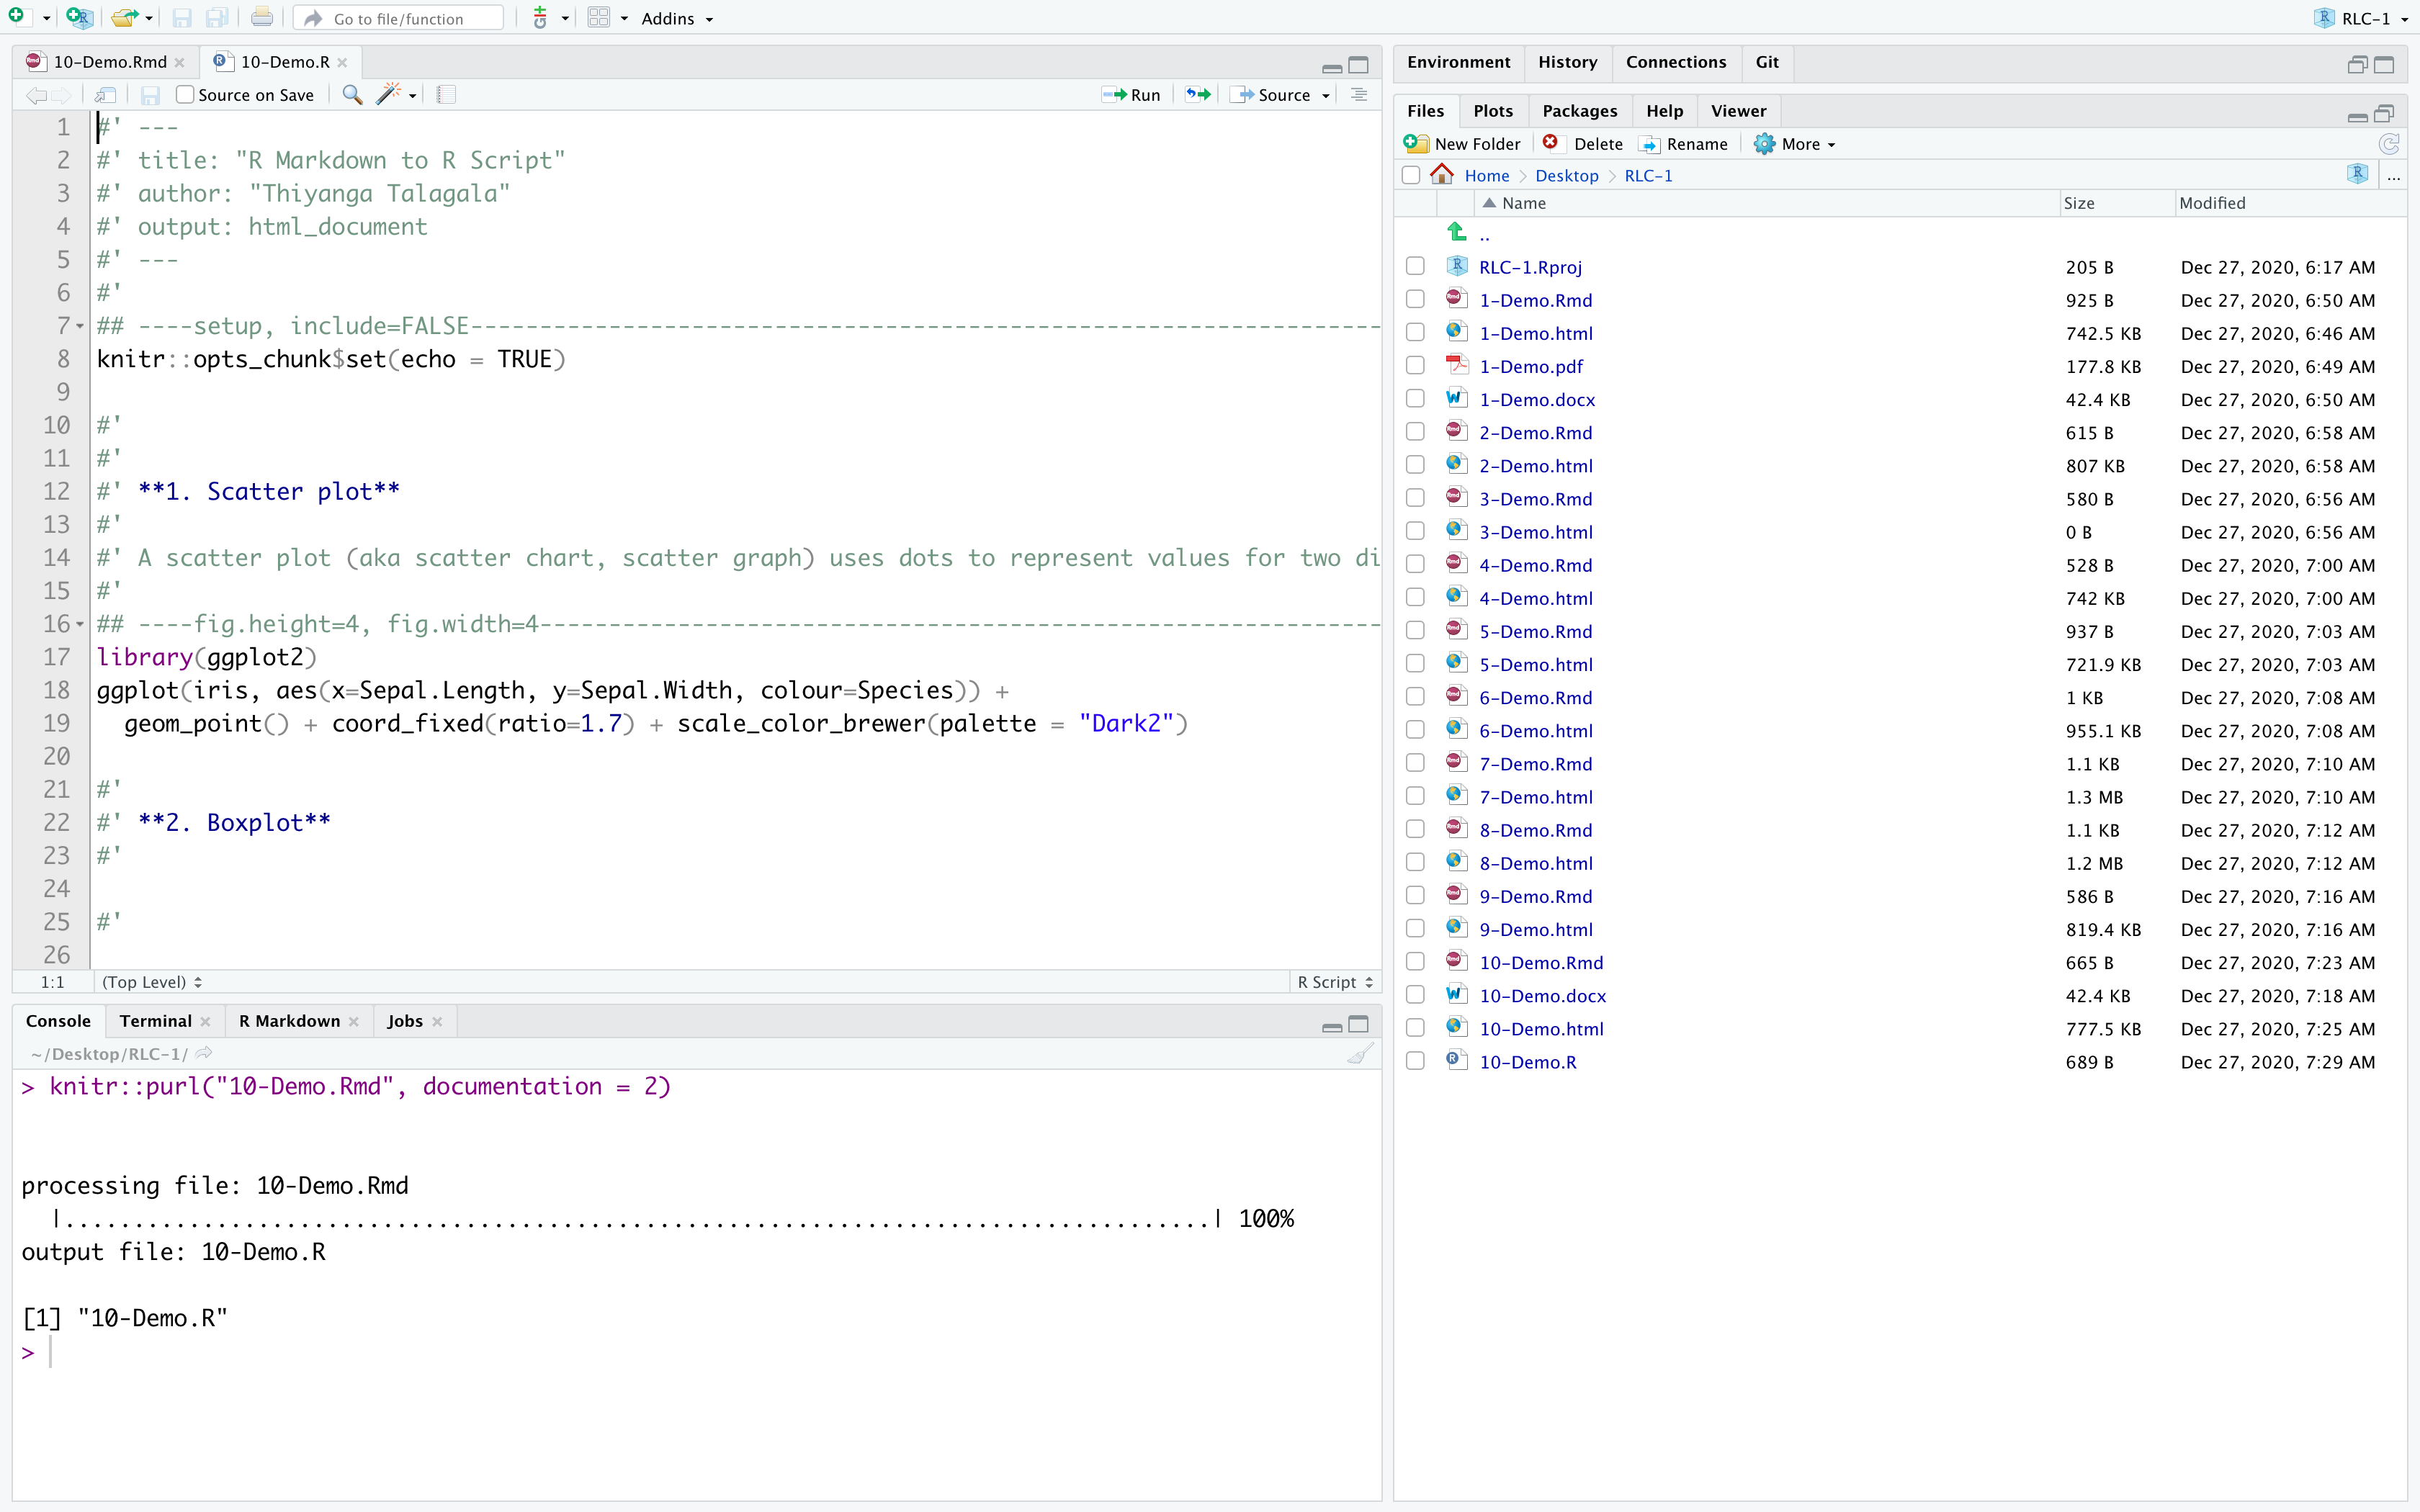 Go to file/function
Addins
RLC-1
10-Demo.Rmd
10-Demo.R
Source on Save
Run
Source
1 #' ---
2 #' title: "R Markdown to R Script"
3 #' author: "Thiyanga Talagala"
4 #' output: html_document
5 #' ---
6 #'
7 ## ----setup, include=FALSE------------------------------------------------------------------
8 knitr::opts_chunk$set(echo = TRUE)
9
10 #'
11 #'
12 #' **1. Scatter plot**
13 #'
14 #' A scatter plot (aka scatter chart, scatter graph) uses dots to represent values for two di
15 #'
16 ## ----fig.height=4, fig.width=4-------------------------------------------------------------
17 library(ggplot2)
18 ggplot(iris, aes(x=Sepal.Length, y=Sepal.Width, colour=Species)) +
19 geom_point() + coord_fixed(ratio=1.7) + scale_color_brewer(palette = "Dark2")
20
21 #'
22 #' **2. Boxplot**
23 #'
24
25 #'
26
1:1 (Top Level) R Script
Console Terminal R Markdown Jobs
~/Desktop/RLC-1/
> knitr::purl("10-Demo.Rmd", documentation = 2)
processing file: 10-Demo.Rmd
|...................................................................................| 100%
output file: 10-Demo.R
[1] "10-Demo.R"
>
Environment History Connections Git
Files Plots Packages Help Viewer
New Folder Delete Rename More
Home > Desktop > RLC-1 ...
Name Size Modified
..
RLC-1.Rproj 205 B Dec 27, 2020, 6:17 AM
1-Demo.Rmd 925 B Dec 27, 2020, 6:50 AM
1-Demo.html 742.5 KB Dec 27, 2020, 6:46 AM
1-Demo.pdf 177.8 KB Dec 27, 2020, 6:49 AM
1-Demo.docx 42.4 KB Dec 27, 2020, 6:50 AM
2-Demo.Rmd 615 B Dec 27, 2020, 6:58 AM
2-Demo.html 807 KB Dec 27, 2020, 6:58 AM
3-Demo.Rmd 580 B Dec 27, 2020, 6:56 AM
3-Demo.html 0 B Dec 27, 2020, 6:56 AM
4-Demo.Rmd 528 B Dec 27, 2020, 7:00 AM
4-Demo.html 742 KB Dec 27, 2020, 7:00 AM
5-Demo.Rmd 937 B Dec 27, 2020, 7:03 AM
5-Demo.html 721.9 KB Dec 27, 2020, 7:03 AM
6-Demo.Rmd 1 KB Dec 27, 2020, 7:08 AM
6-Demo.html 955.1 KB Dec 27, 2020, 7:08 AM
7-Demo.Rmd 1.1 KB Dec 27, 2020, 7:10 AM
7-Demo.html 1.3 MB Dec 27, 2020, 7:10 AM
8-Demo.Rmd 1.1 KB Dec 27, 2020, 7:12 AM
8-Demo.html 1.2 MB Dec 27, 2020, 7:12 AM
9-Demo.Rmd 586 B Dec 27, 2020, 7:16 AM
9-Demo.html 819.4 KB Dec 27, 2020, 7:16 AM
10-Demo.Rmd 665 B Dec 27, 2020, 7:23 AM
10-Demo.docx 42.4 KB Dec 27, 2020, 7:18 AM
10-Demo.html 777.5 KB Dec 27, 2020, 7:25 AM
10-Demo.R 689 B Dec 27, 2020, 7:29 AM